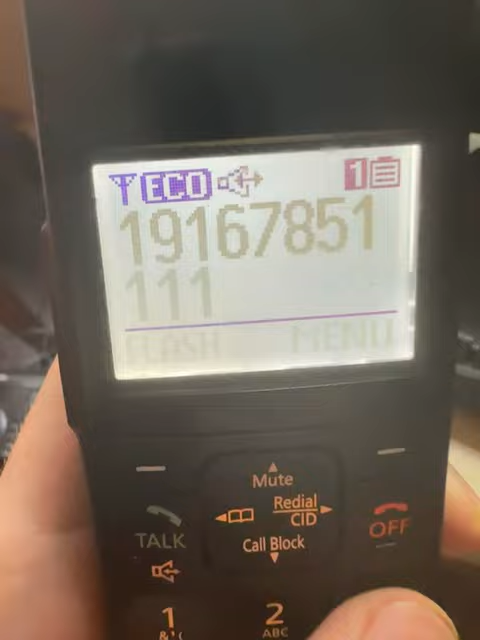 ECO 1
19167851
111
FLASH MENU
Mute
Redial
CID
TALK OFF
Call Block
1 2
&'( ABC